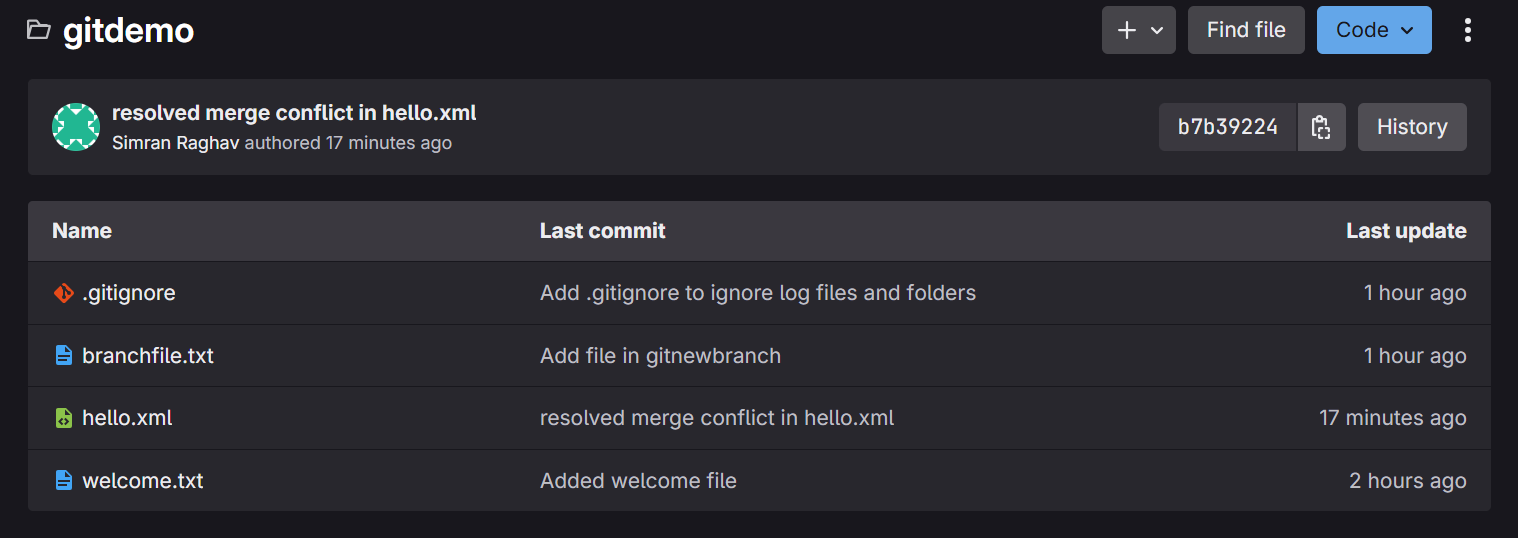 gitdemo
Find file
Code
resolved merge conflict in hello.xml
Simran Raghav authored 17 minutes ago
b7b39224
History
Name Last commit Last update
.gitignore Add .gitignore to ignore log files and folders 1 hour ago
branchfile.txt Add file in gitnewbranch 1 hour ago
hello.xml resolved merge conflict in hello.xml 17 minutes ago
welcome.txt Added welcome file 2 hours ago